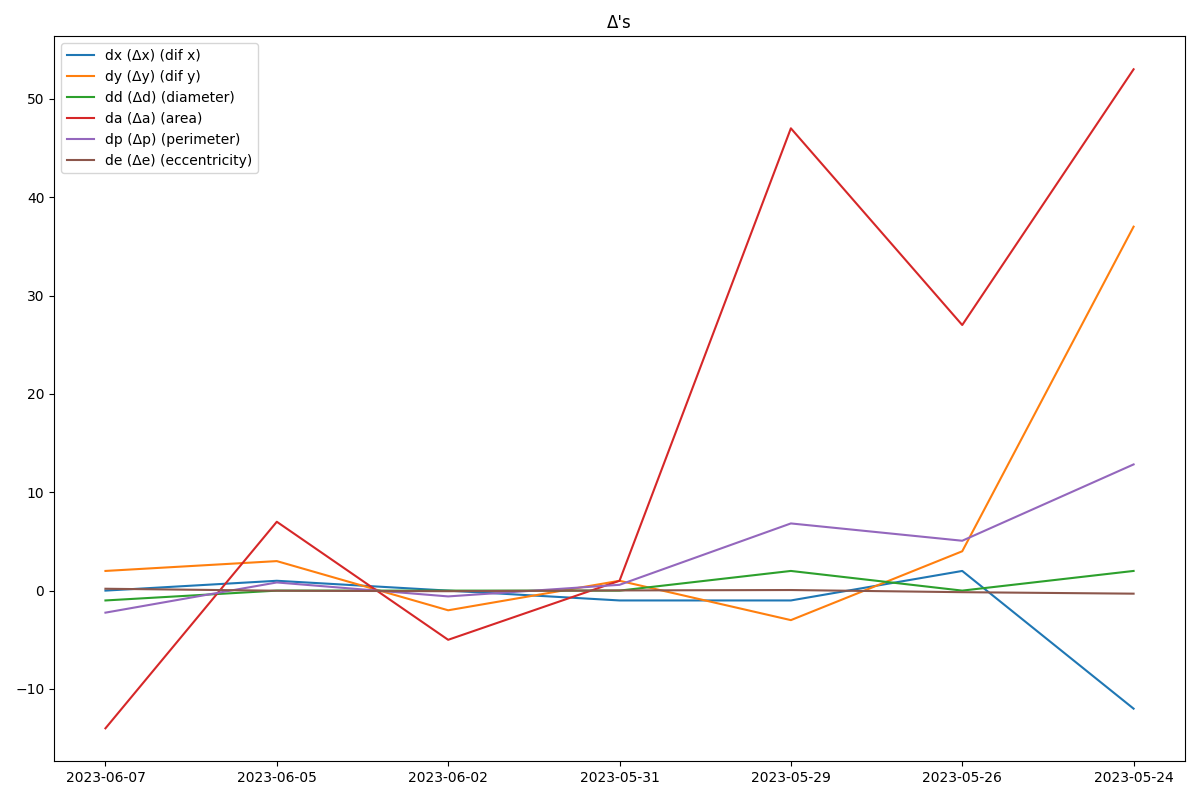 Δ's
dx (Δx) (dif x)
dy (Δy) (dif y)
dd (Δd) (diameter)
da (Δa) (area)
dp (Δp) (perimeter)
de (Δe) (eccentricity)
50
40
30
20
10
0
−10
2023-06-07 2023-06-05 2023-06-02 2023-05-31 2023-05-29 2023-05-26 2023-05-24